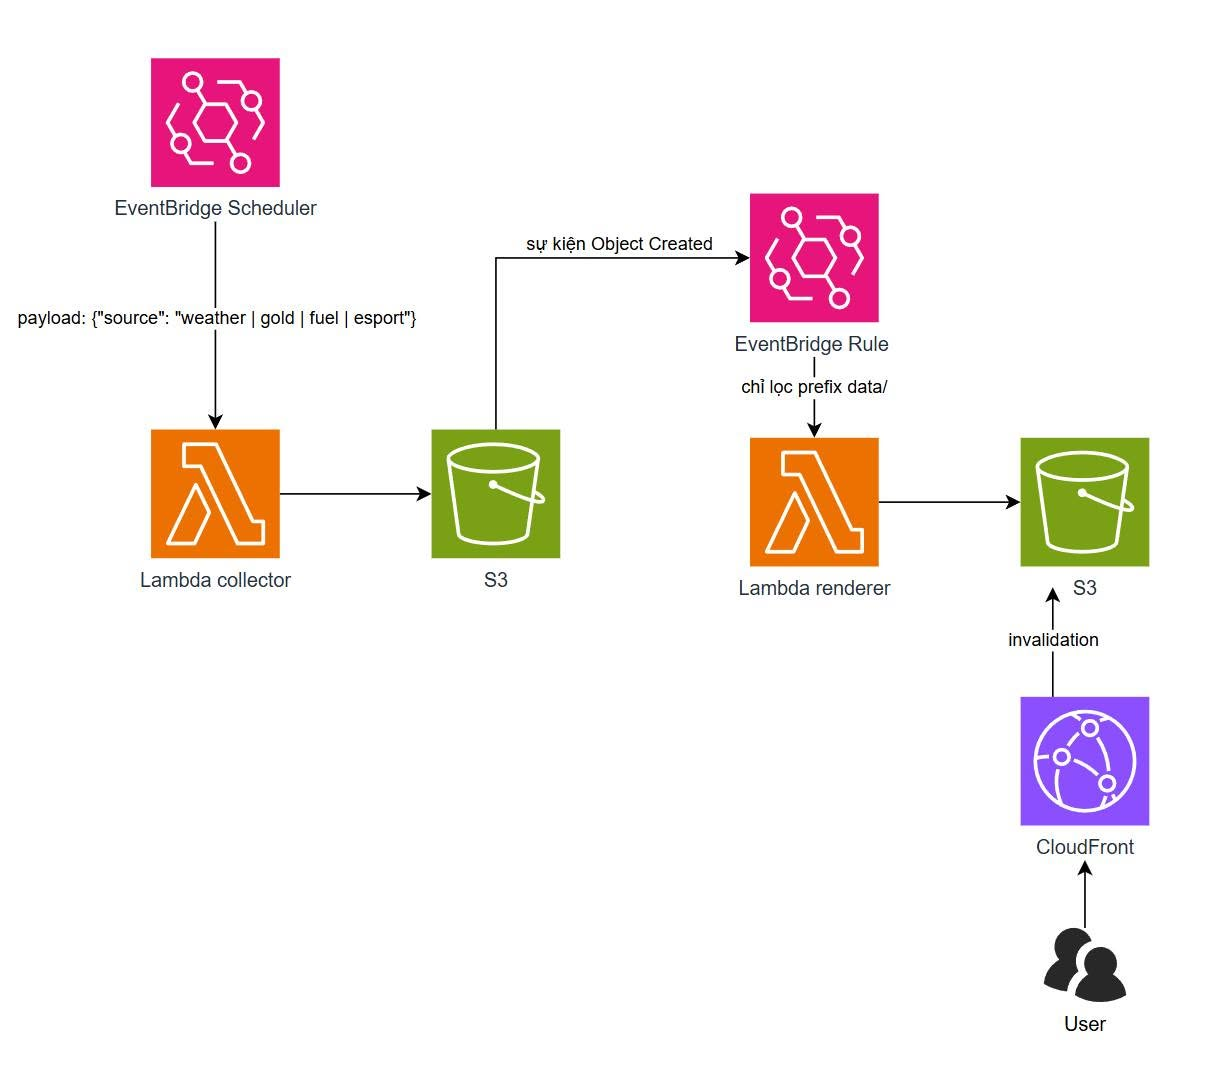 EventBridge Scheduler
payload: {"source": "weather | gold | fuel | esport"}
Lambda collector
S3
sự kiện Object Created
EventBridge Rule
chỉ lọc prefix data/
Lambda renderer
S3
invalidation
CloudFront
User